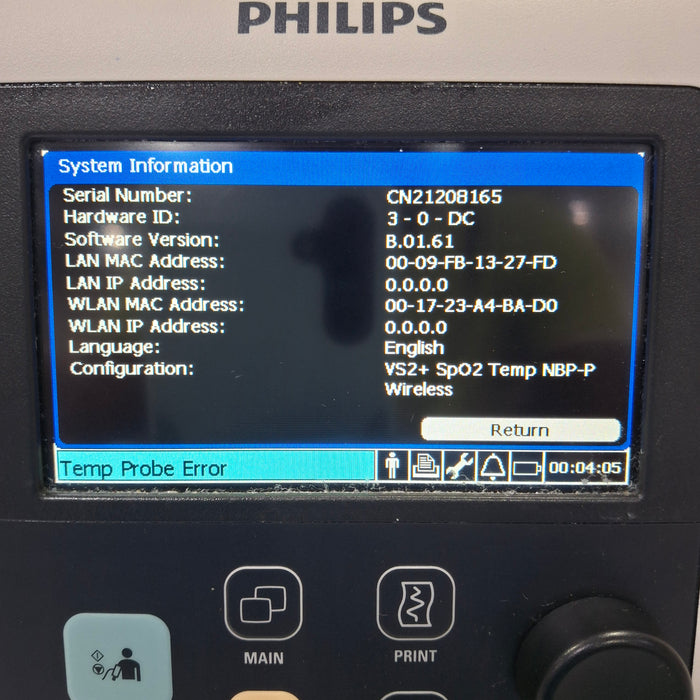 PHILIPS
System Information
Serial Number: CN21208165
Hardware ID: 3 - 0 - DC
Software Version: B.01.61
LAN MAC Address: 00-09-FB-13-27-FD
LAN IP Address: 0.0.0.0
WLAN MAC Address: 00-17-23-A4-BA-D0
WLAN IP Address: 0.0.0.0
Language: English
Configuration: VS2+ SpO2 Temp NBP-P
Wireless
Return
Temp Probe Error 00:04:05
MAIN PRINT